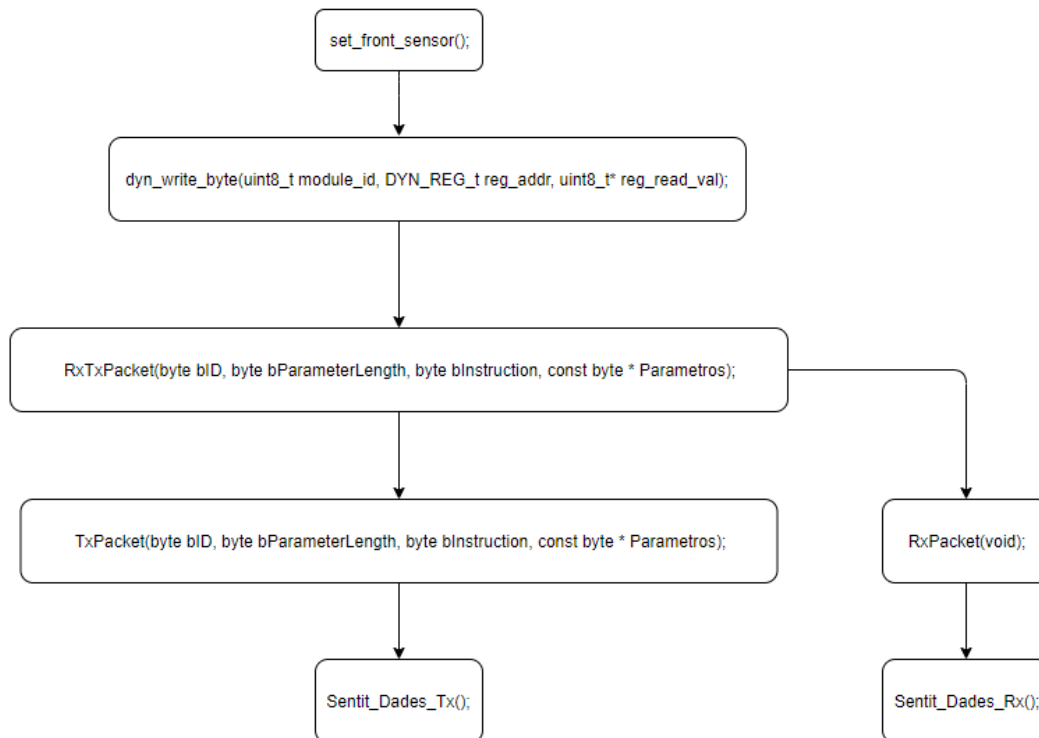 set_front_sensor();
dyn_write_byte(uint8_t module_id, DYN_REG_t reg_addr, uint8_t* reg_read_val);
RxTxPacket(byte bID, byte bParameterLength, byte bInstruction, const byte * Parametros);
TxPacket(byte bID, byte bParameterLength, byte bInstruction, const byte * Parametros);
RxPacket(void);
Sentit_Dades_Tx();
Sentit_Dades_Rx();